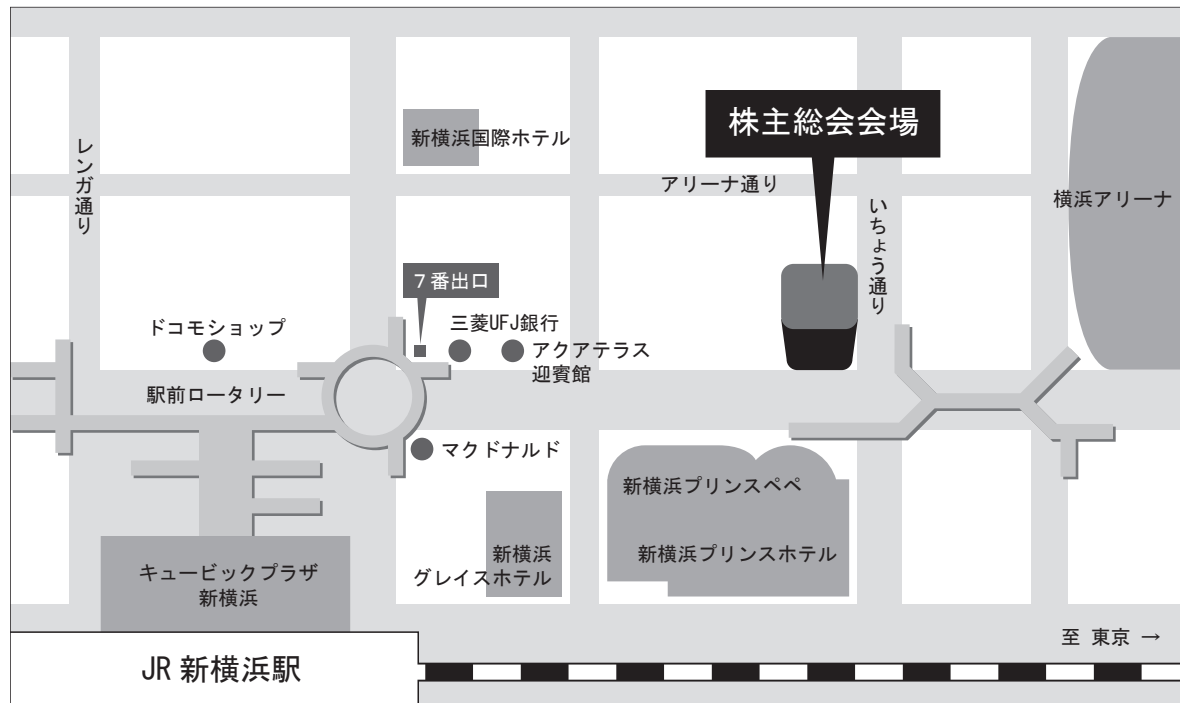 株主総会会場
新横浜国際ホテル
レンガ通り
アリーナ通り
横浜アリーナ
いちょう通り
7番出口
ドコモショップ
三菱UFJ銀行
アクアテラス
迎賓館
駅前ロータリー
マクドナルド
新横浜プリンスペペ
新横浜
グレイスホテル
新横浜プリンスホテル
キュービックプラザ
新横浜
至 東京 →
JR 新横浜駅